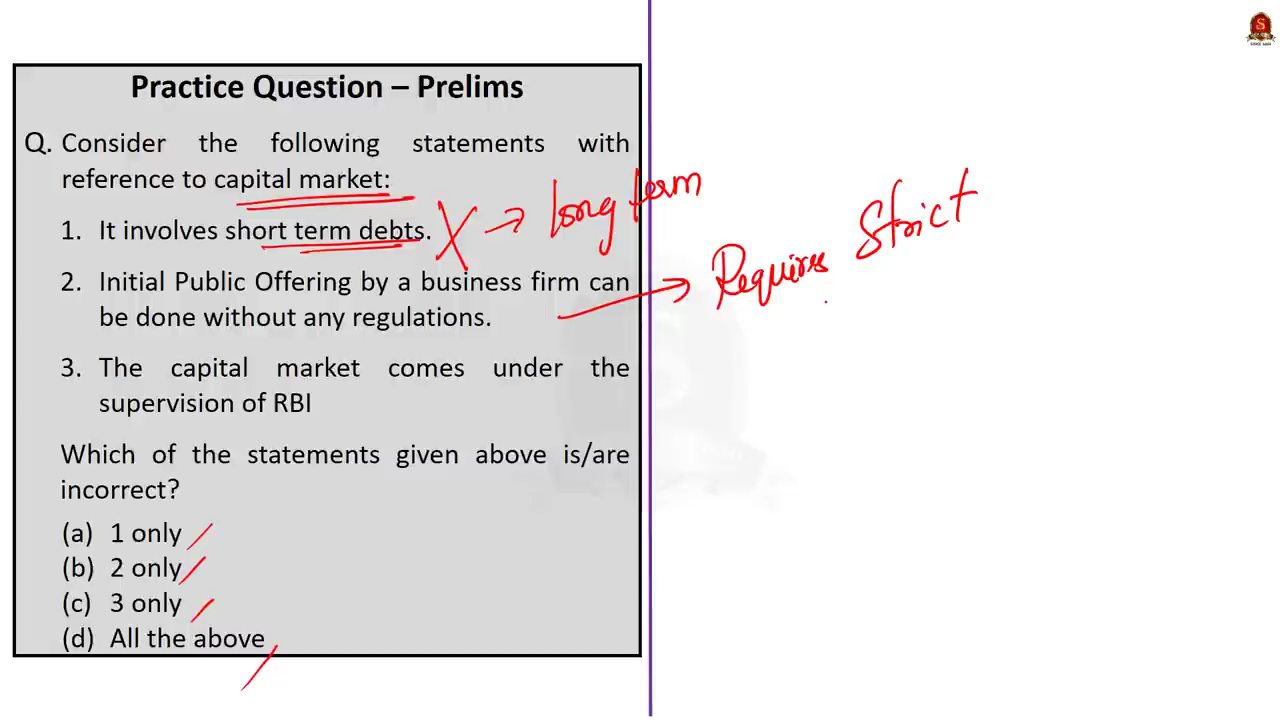 Practice Question – Prelims
Q. Consider the following statements with
reference to capital market:
1. It involves short term debts.
X → Long term
2. Initial Public Offering by a business firm can
be done without any regulations.
→ Requires Strict
3. The capital market comes under the
supervision of RBI
Which of the statements given above is/are
incorrect?
(a) 1 only
(b) 2 only
(c) 3 only
(d) All the above